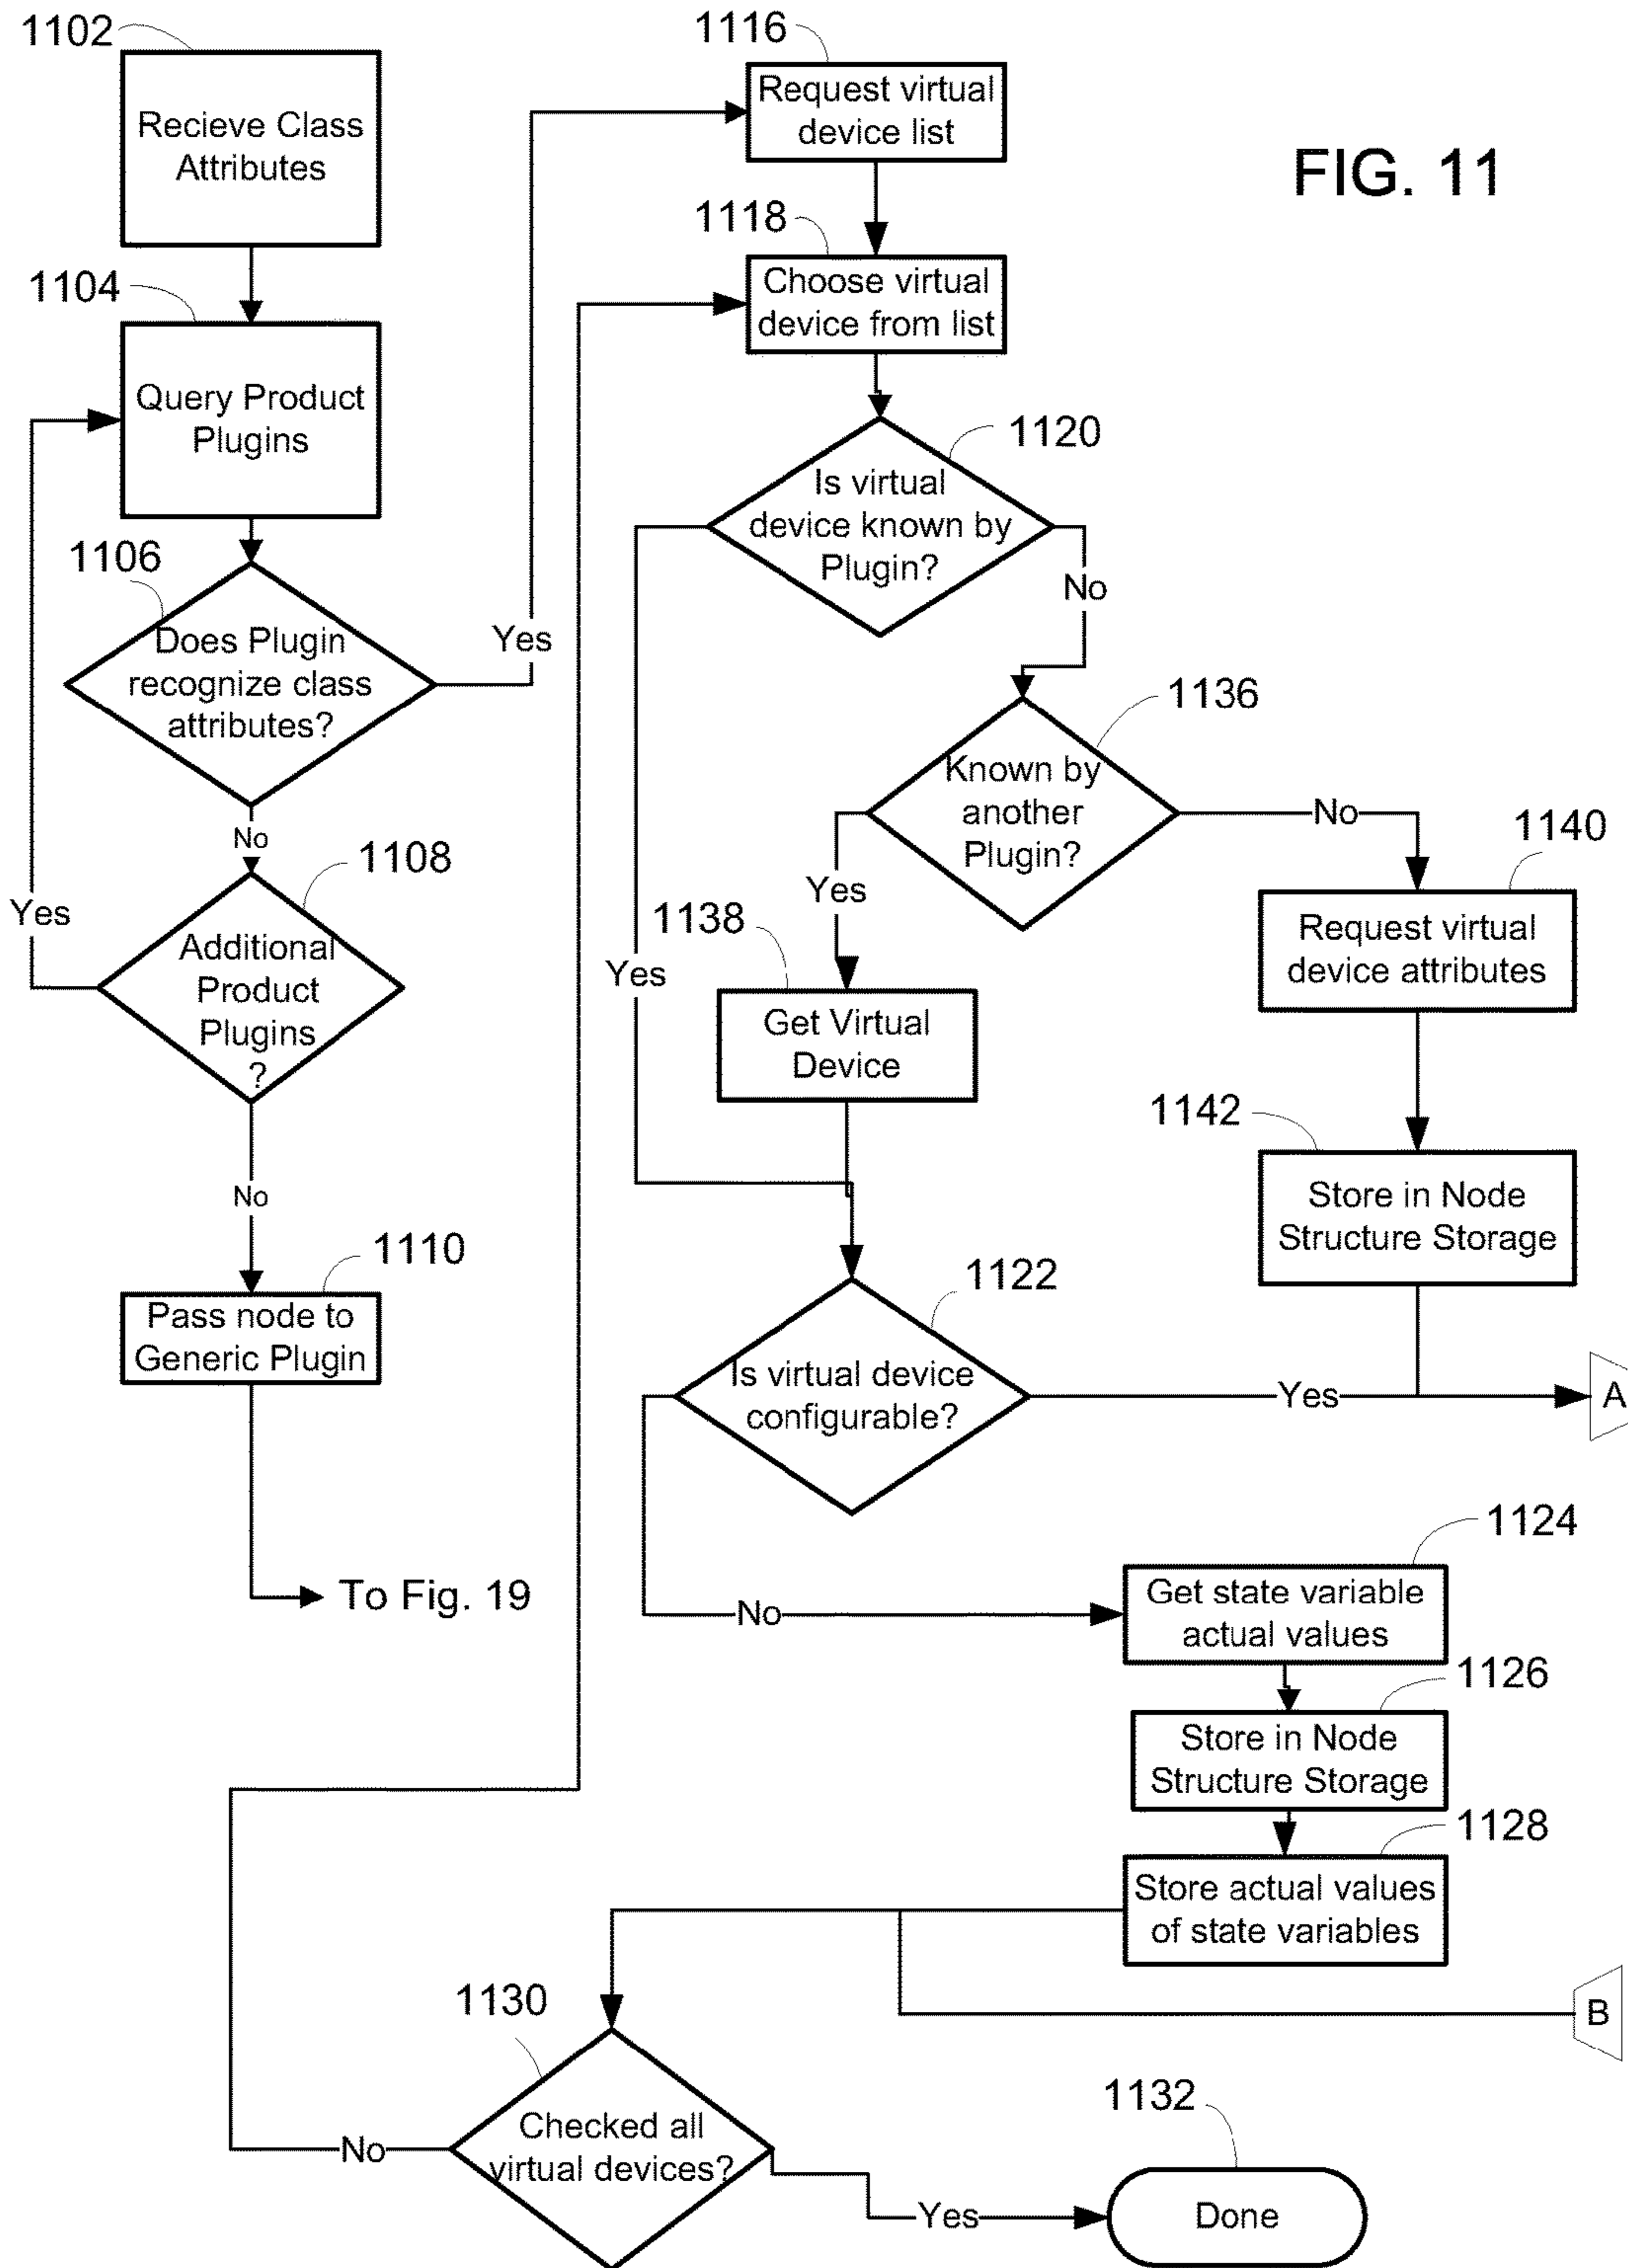 1102
Recieve Class
Attributes
1104
Query Product
Plugins
1106
Does Plugin
recognize class
attributes?
Yes
No
1108
Additional
Product
Plugins
?
Yes
No
1110
Pass node to
Generic Plugin
To Fig. 19
1116
Request virtual
device list
FIG. 11
1118
Choose virtual
device from list
1120
Is virtual
device known by
Plugin?
No
Yes
1136
Known by
another
Plugin?
Yes
No
1138
Get Virtual
Device
1140
Request virtual
device attributes
1142
Store in Node
Structure Storage
1122
Is virtual device
configurable?
Yes
A
No
1124
Get state variable
actual values
1126
Store in Node
Structure Storage
1128
Store actual values
of state variables
B
1130
Checked all
virtual devices?
No
Yes
1132
Done